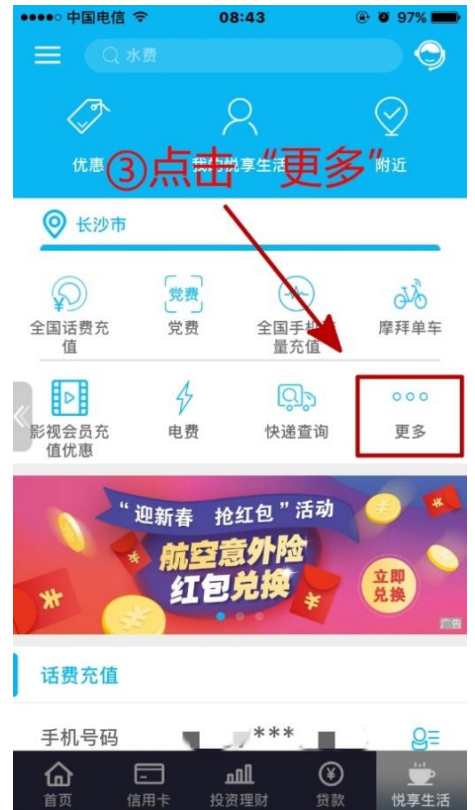 中国电信 08:43 97%
水费
优惠 我的悦享生活 附近
③点击“更多”
长沙市
党费
全国话费充 党费 全国手机 摩拜单车
值 量充值
影视会员充 电费 快递查询 更多
值优惠
“迎新春 抢红包”活动
航空意外险
红包兑换
立即
兑换
广告
话费充值
手机号码 ***
首页 信用卡 投资理财 贷款 悦享生活